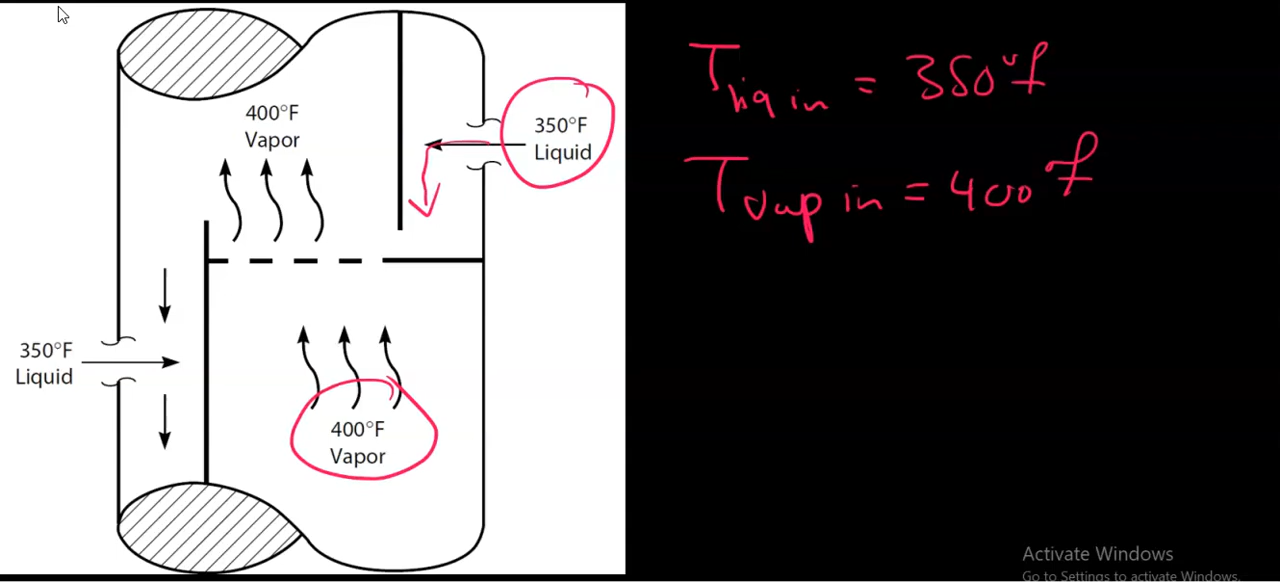 400°F
Vapor
350°F
Liquid
350°F
Liquid
400°F
Vapor
T liq in = 350°f
T vap in = 400 f
Activate Windows
Go to Settings to activate Windows.